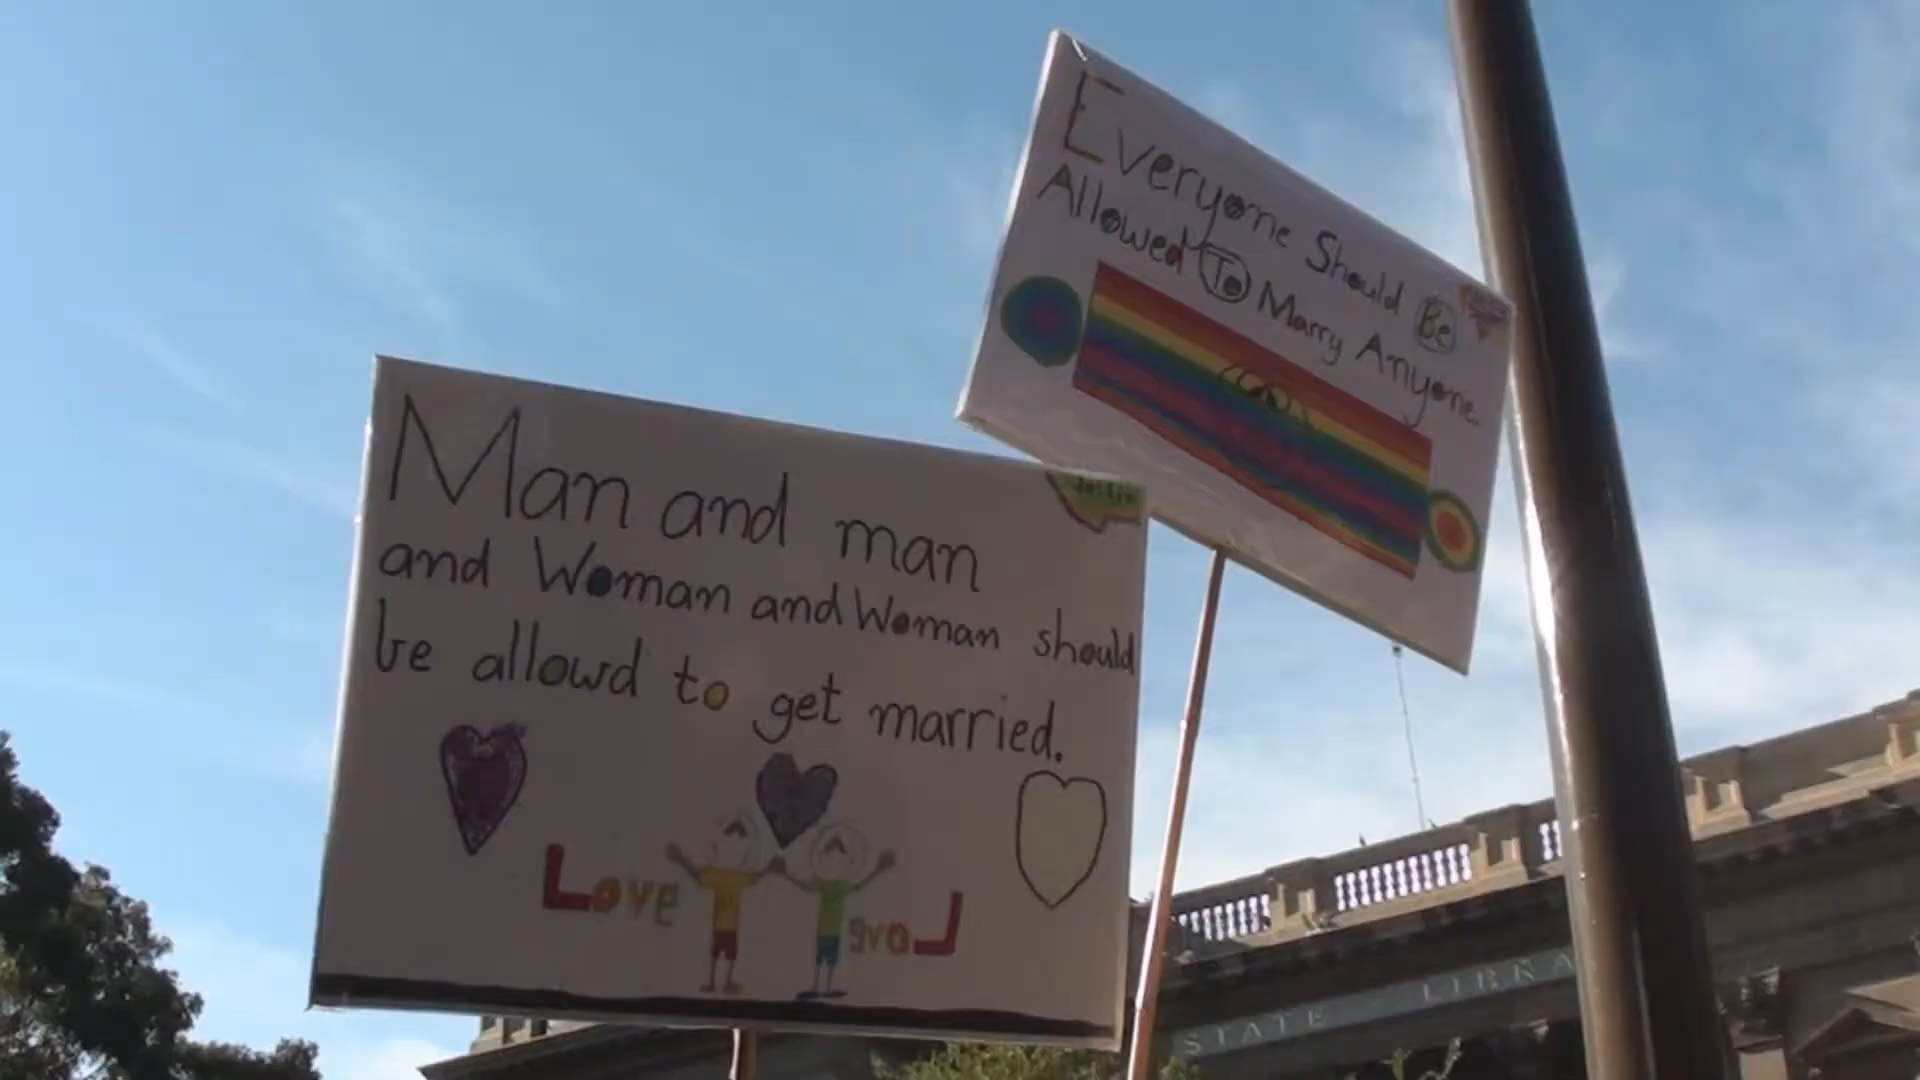 Everyone Should Be
Allowed To Marry Anyone.
Man and man
and Woman and Woman should
be allowd to get married.
Love
Love
STATE LIBRA